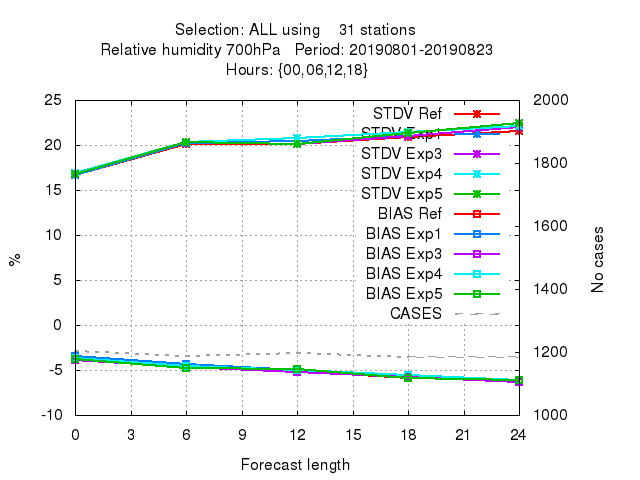 Selection: ALL using 31 stations
Relative humidity 700hPa Period: 20190801-20190823
Hours: {00,06,12,18}
25
20
15
10
5
0
-5
-10
%
2000
1800
1600
1400
1200
1000
No cases
STDV Ref
STDV Exp1
STDV Exp3
STDV Exp4
STDV Exp5
BIAS Ref
BIAS Exp1
BIAS Exp3
BIAS Exp4
BIAS Exp5
CASES
0 3 6 9 12 15 18 21 24
Forecast length